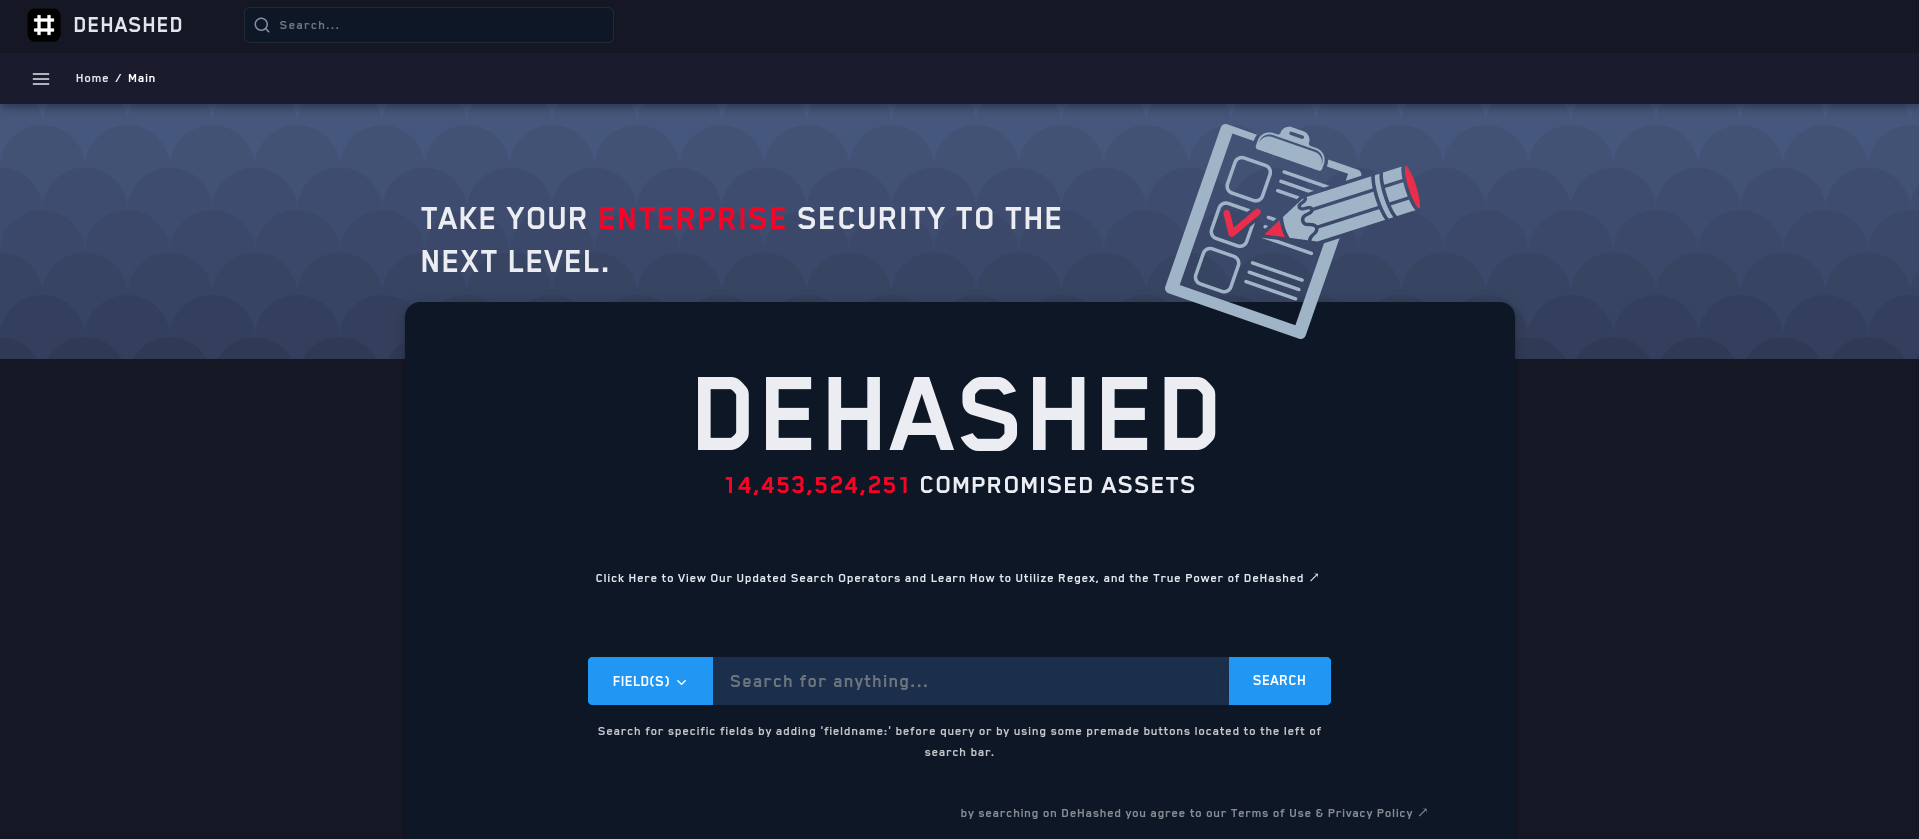 DEHASHED
Search...
Home / Main
TAKE YOUR ENTERPRISE SECURITY TO THE
NEXT LEVEL.
DEHASHED
14,453,524,251 COMPROMISED ASSETS
Click Here to View Our Updated Search Operators and Learn How to Utilize Regex, and the True Power of DeHashed ↗
FIELD(S)
Search for anything...
SEARCH
Search for specific fields by adding 'fieldname:' before query or by using some premade buttons located to the left of
search bar.
by searching on DeHashed you agree to our Terms of Use & Privacy Policy ↗